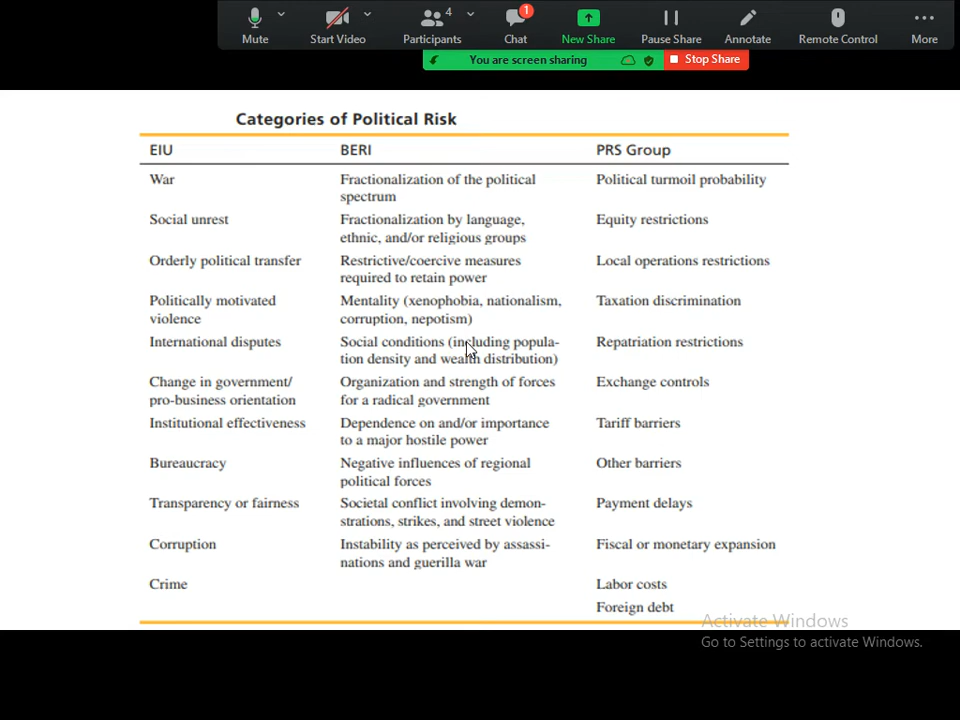 4
1
Mute
Start Video
Participants
Chat
New Share
Pause Share
Annotate
Remote Control
More
You are screen sharing
Stop Share
Categories of Political Risk
EIU BERI PRS Group
War Fractionalization of the political Political turmoil probability
spectrum
Social unrest Fractionalization by language, Equity restrictions
ethnic, and/or religious groups
Orderly political transfer Restrictive/coercive measures Local operations restrictions
required to retain power
Politically motivated Mentality (xenophobia, nationalism, Taxation discrimination
violence corruption, nepotism)
International disputes Social conditions (including popula- Repatriation restrictions
tion density and wealth distribution)
Change in government/ Organization and strength of forces Exchange controls
pro-business orientation for a radical government
Institutional effectiveness Dependence on and/or importance Tariff barriers
to a major hostile power
Bureaucracy Negative influences of regional Other barriers
political forces
Transparency or fairness Societal conflict involving demon- Payment delays
strations, strikes, and street violence
Corruption Instability as perceived by assassi- Fiscal or monetary expansion
nations and guerilla war
Crime Labor costs
Foreign debt
Activate Windows
Go to Settings to activate Windows.